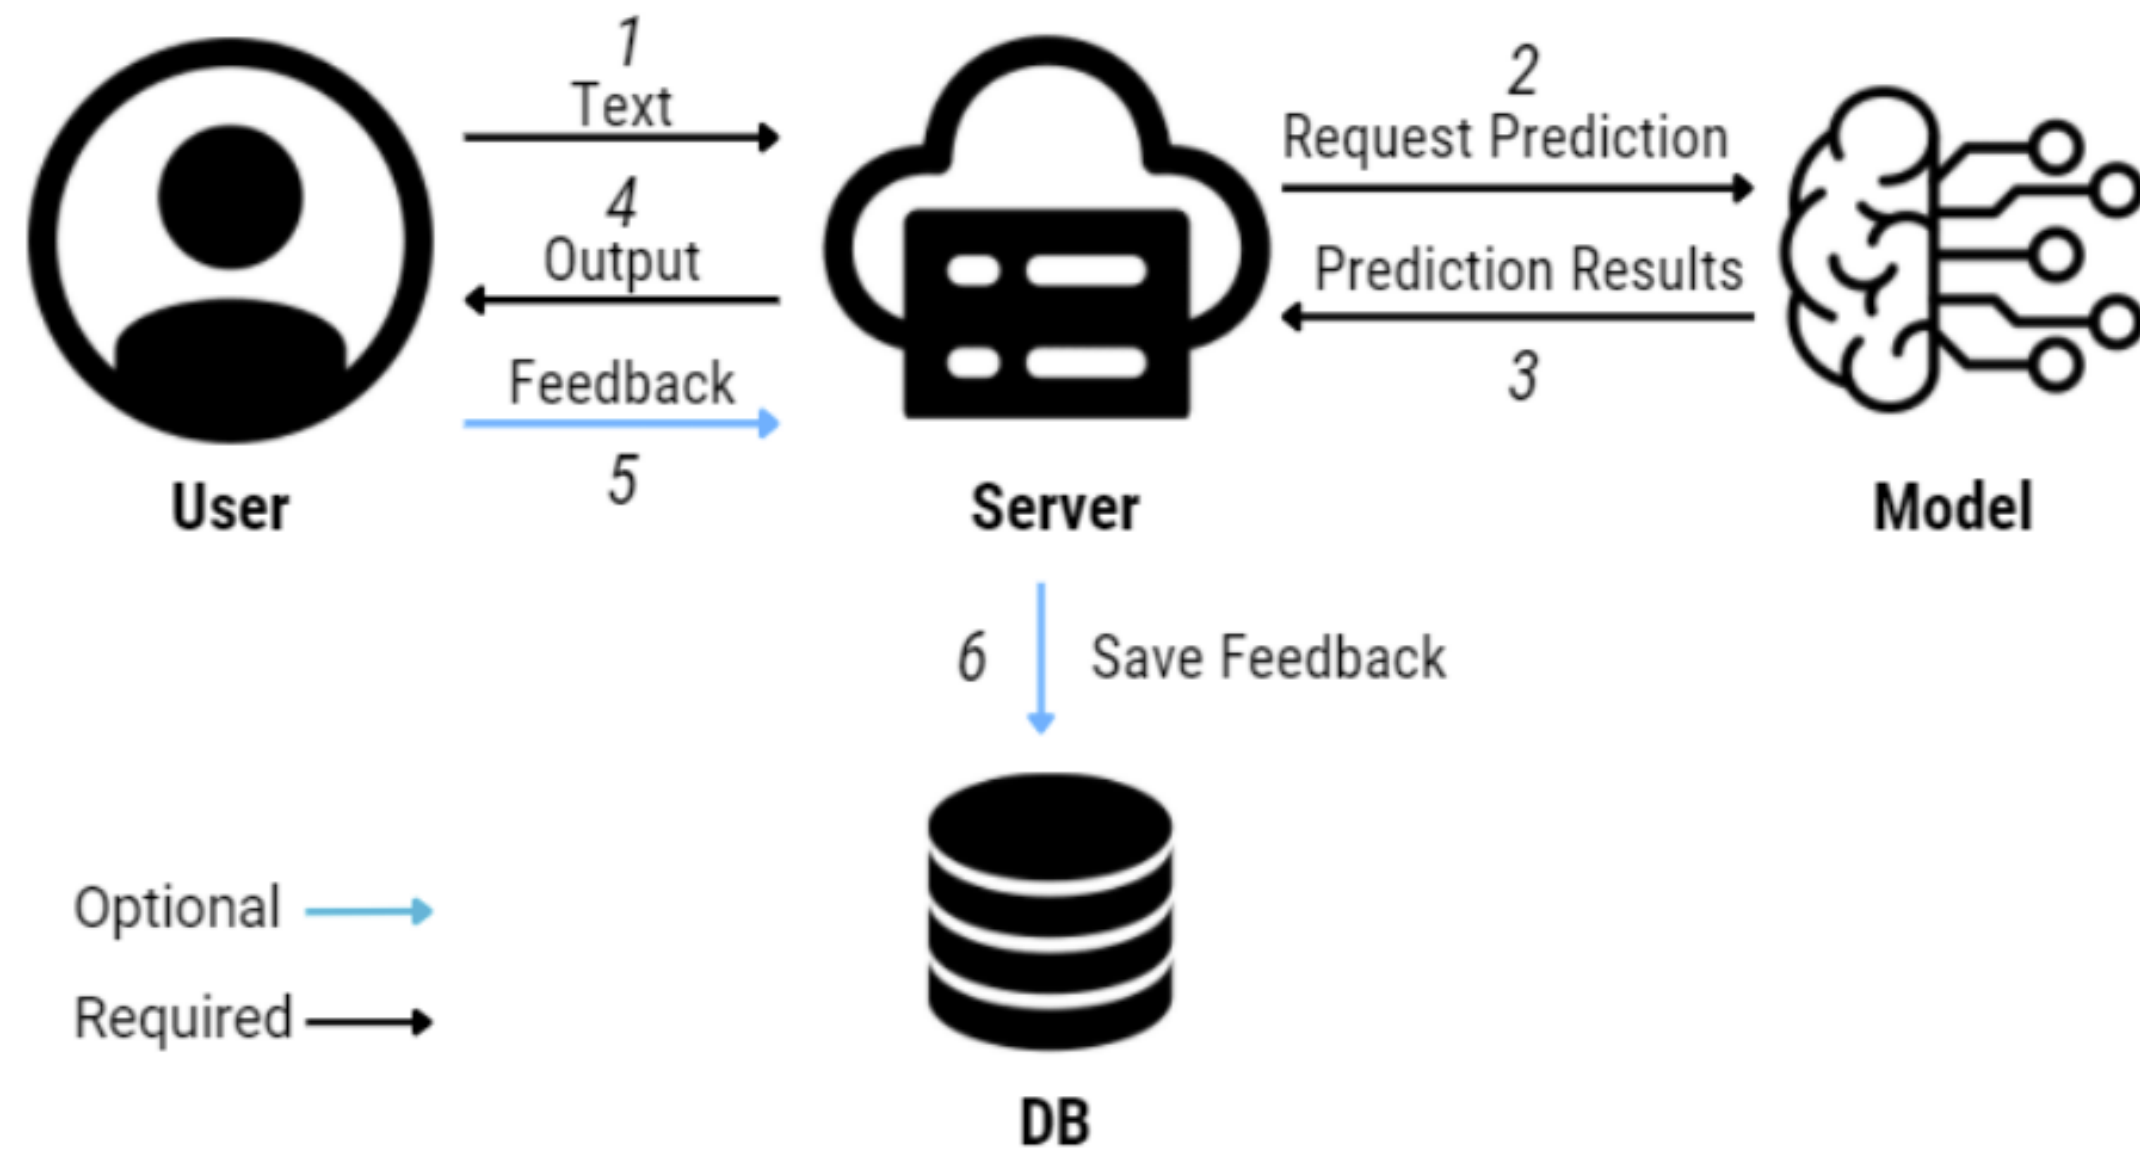 1
Text
2
Request Prediction
4
Output
Prediction Results
3
Feedback
5
User
Server
Model
6
Save Feedback
Optional
Required
DB